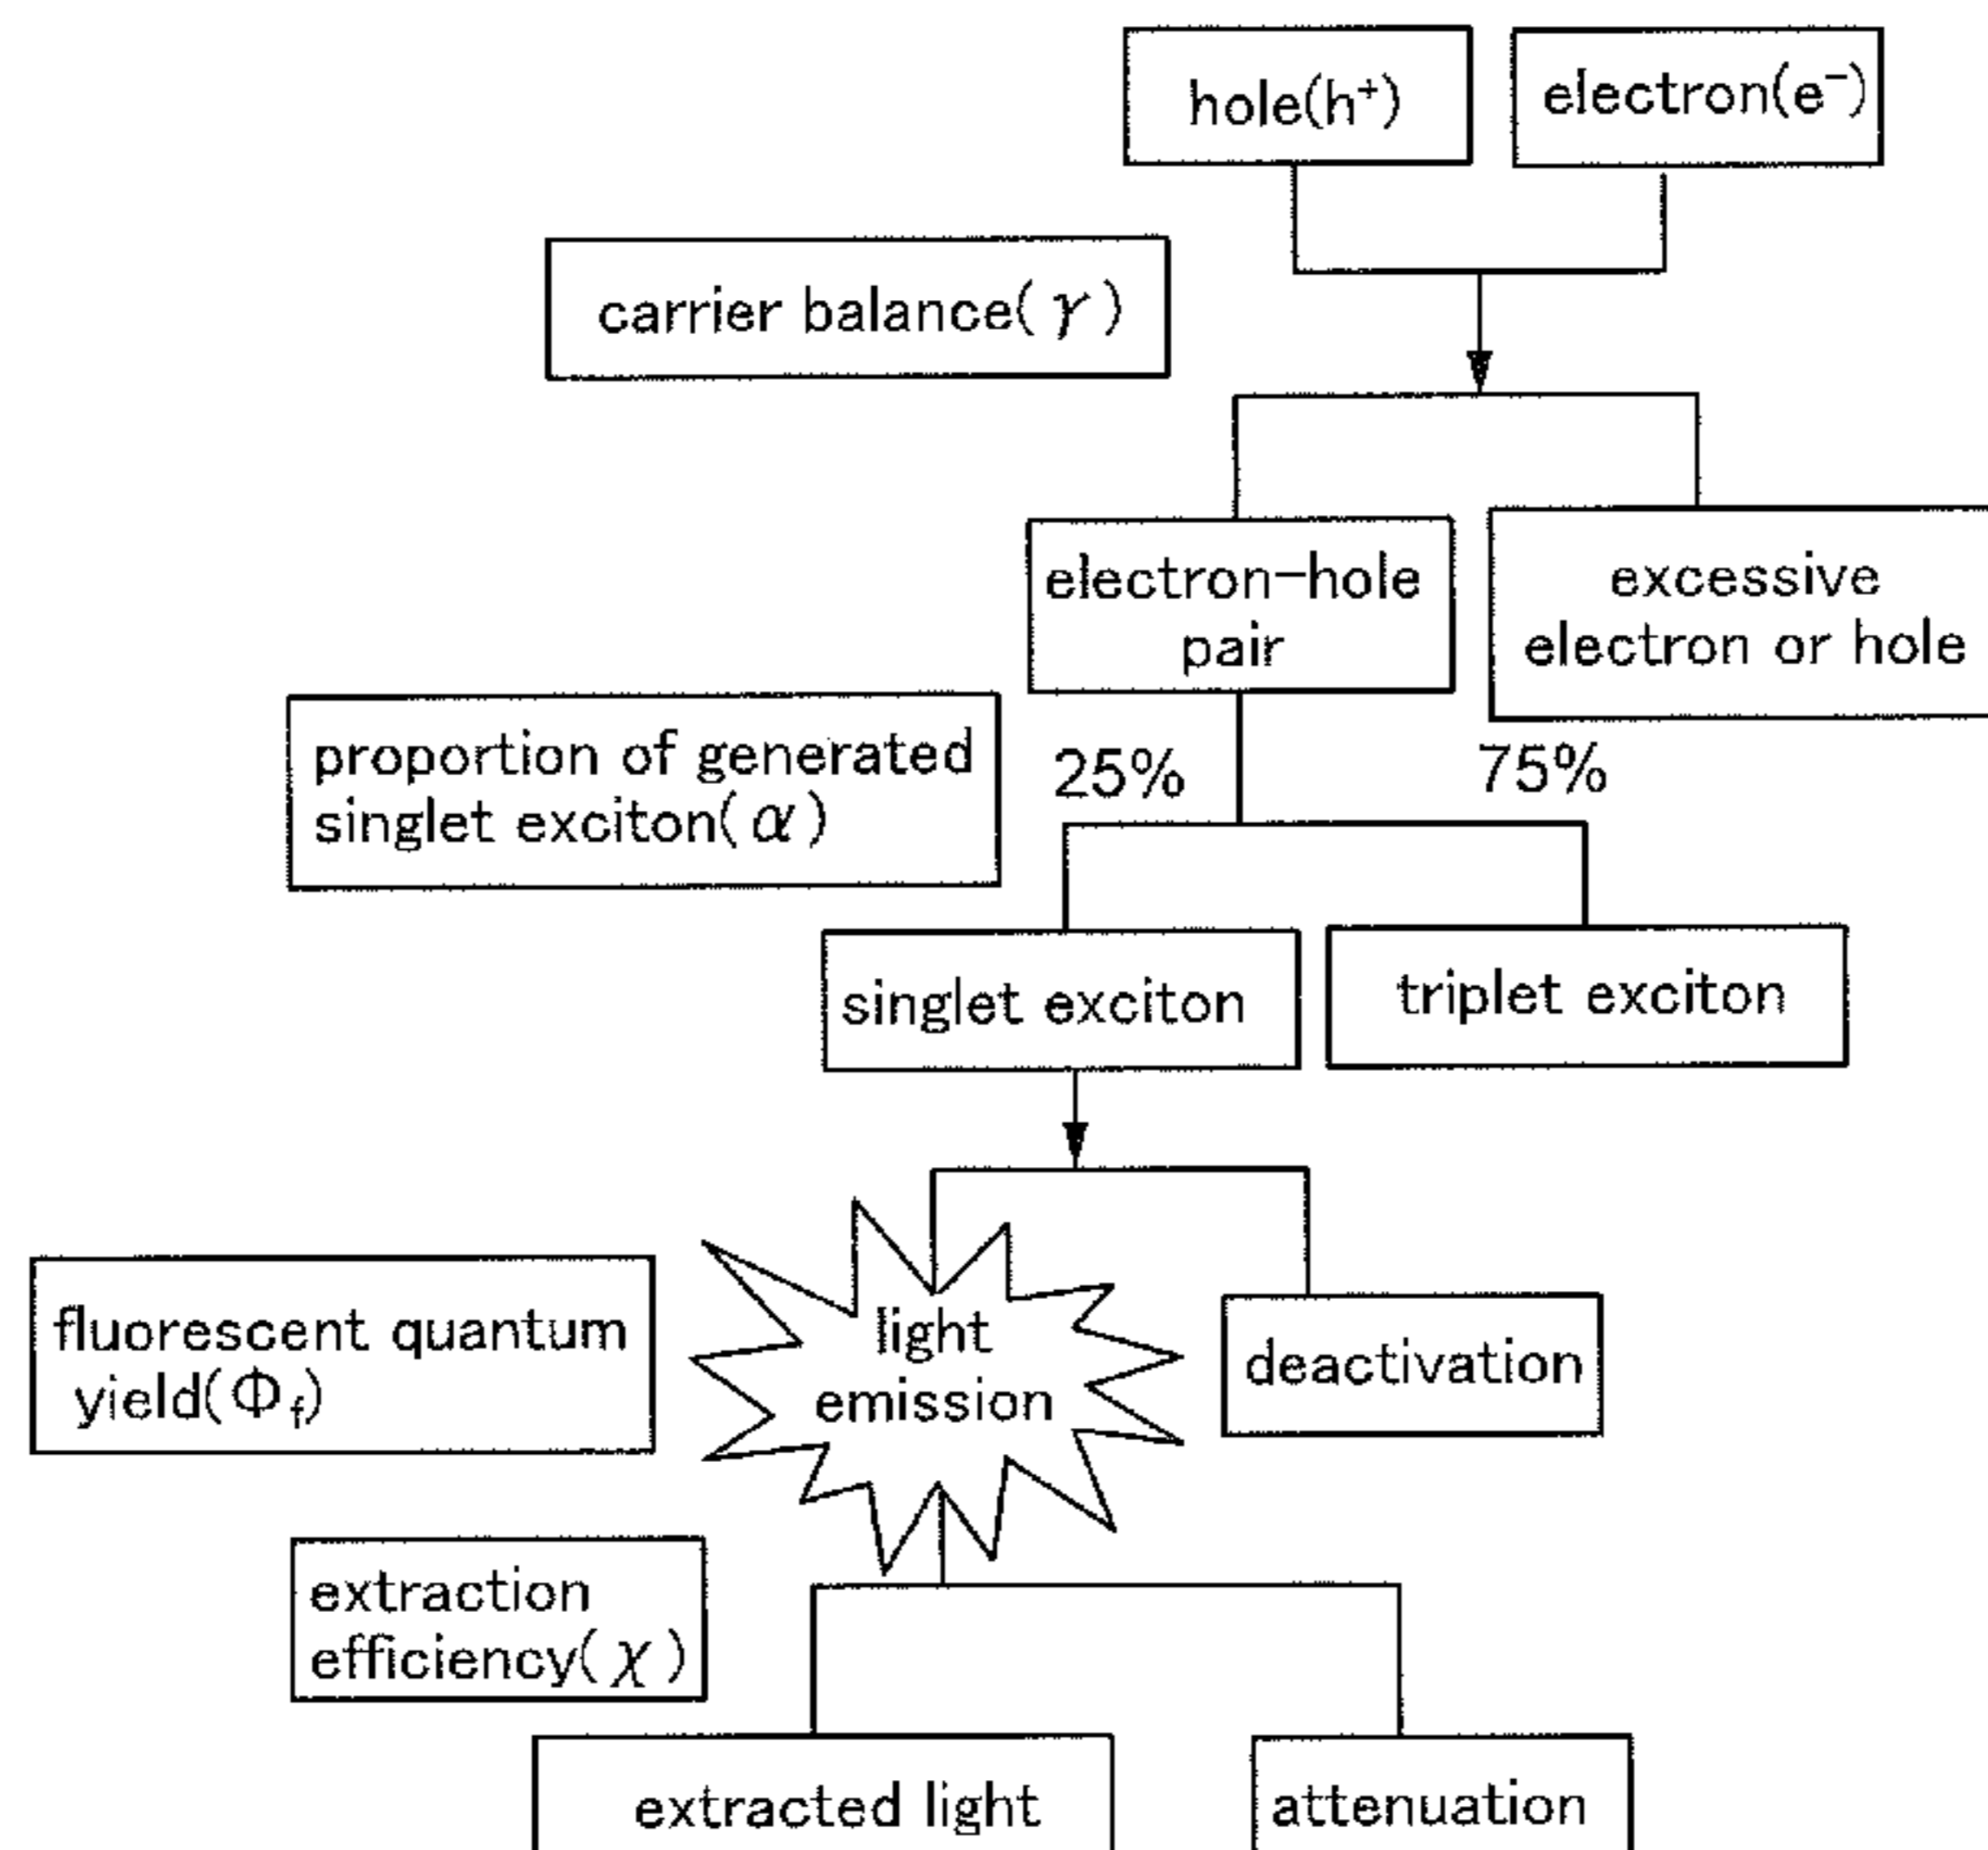 hole(h⁺)
electron(e⁻)
carrier balance(γ)
electron-hole
pair
excessive
electron or hole
proportion of generated
singlet exciton(α)
25%
75%
singlet exciton
triplet exciton
fluorescent quantum
yield(Φf)
light
emission
deactivation
extraction
efficiency(χ)
extracted light
attenuation